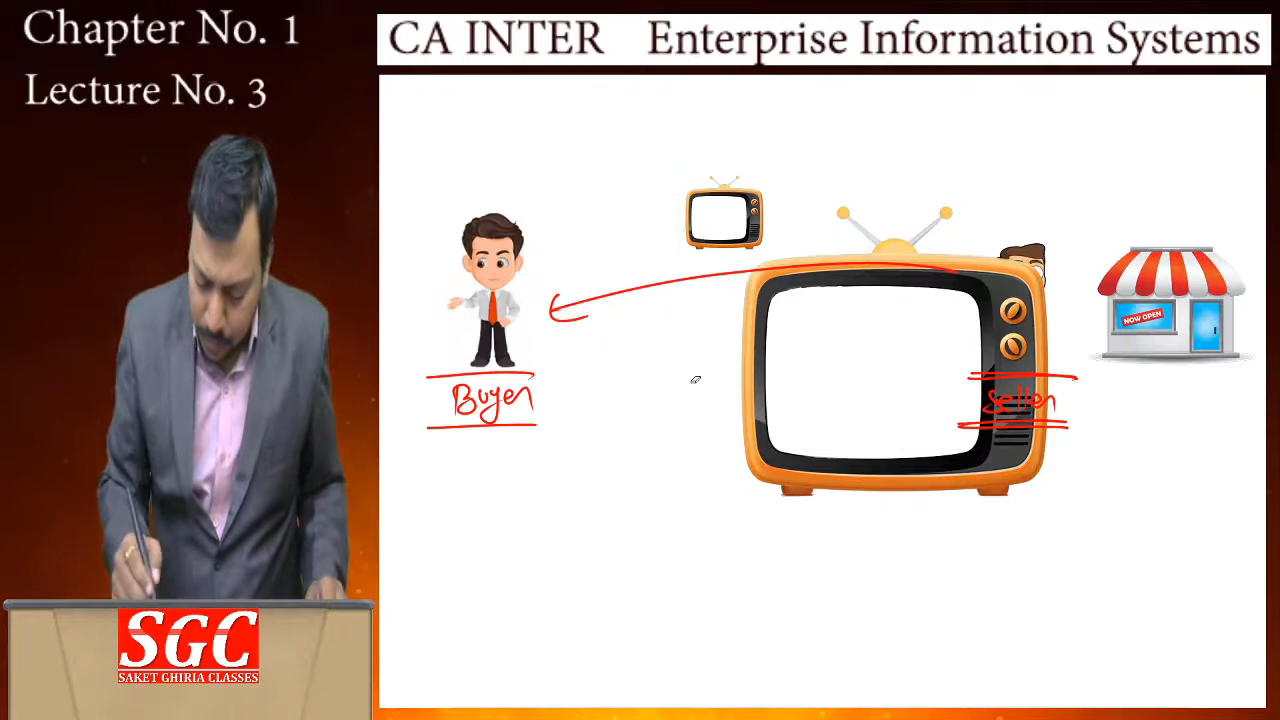 Chapter No. 1
Lecture No. 3
CA INTER Enterprise Information Systems
NOW OPEN
Buyer
Seller
SGC
SAKET GHIRIA CLASSES